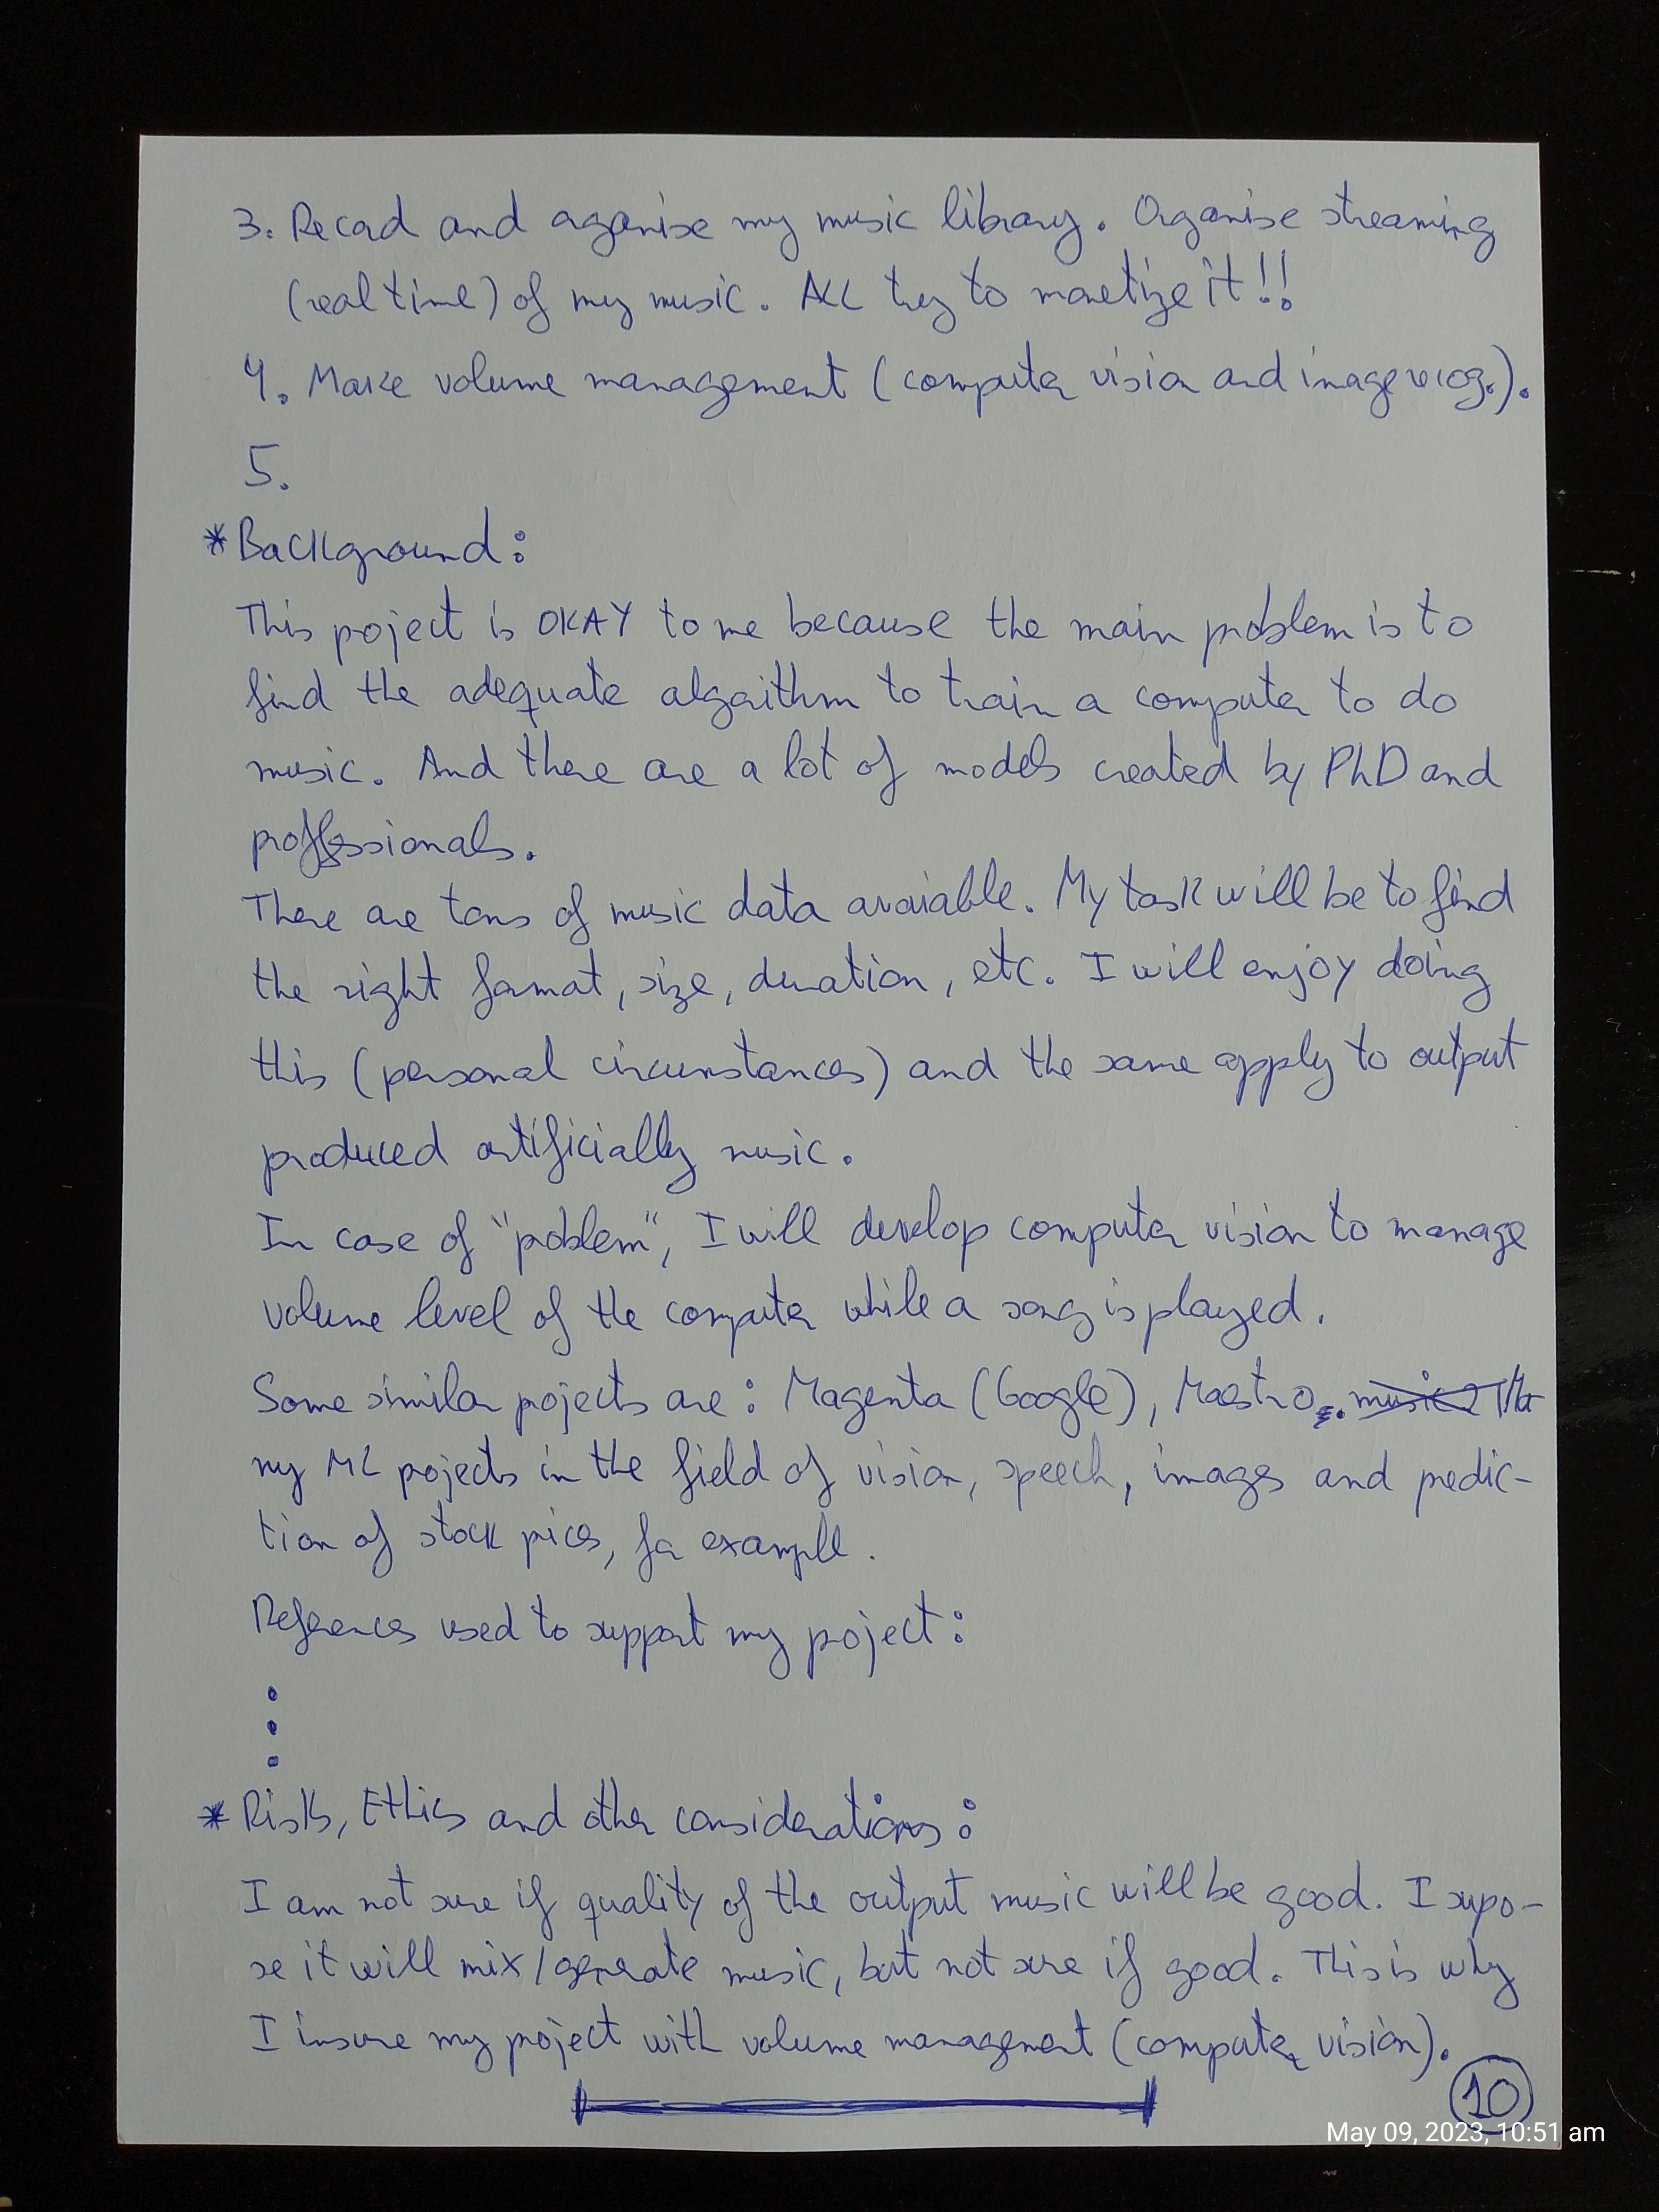 3. Record and organise my music library. Organise streaming
(real time) of my music. ALL try to monetize it!!
4. Make volume management (computer vision and image recog.).
5.
* Background:
This project is OKAY to me because the main problem is to
find the adequate algorithm to train a computer to do
music. And there are a lot of models created by PhD and
proffessionals.
There are tons of music data avaiable. My task will be to find
the right format, size, duration, etc. I will enjoy doing
this (personal circumstances) and the same apply to output
produced artificially music.
In case of "problem", I will develop computer vision to manage
volume level of the computer while a song is played.
Some similar projects are: Magenta (Google), Maestro
my ML projects in the field of vision, speech, images and predic-
tion of stock prices, for example.
References used to support my project:
* Risks, Ethics and other considerations:
I am not sure if quality of the output music will be good. I supo-
se it will mix/generate music, but not sure if good. This is why
I insure my project with volume management (computer vision).
10
May 09, 2023, 10:51 am